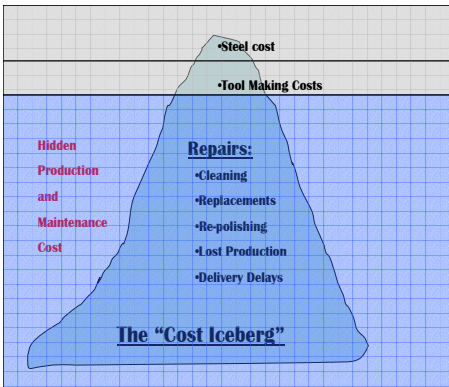 •Steel cost
•Tool Making Costs
Hidden
Production
and
Maintenance
Cost
Repairs:
•Cleaning
•Replacements
•Re-polishing
•Lost Production
•Delivery Delays
The “Cost Iceberg”